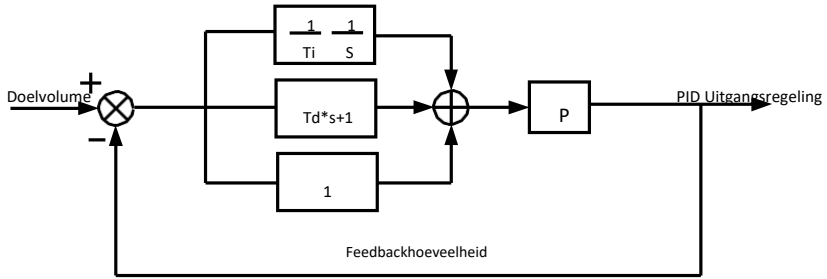 1 1
Ti S
+
Doelvolume
−
Td*s+1
P
PID Uitgangsregeling
1
Feedbackhoeveelheid